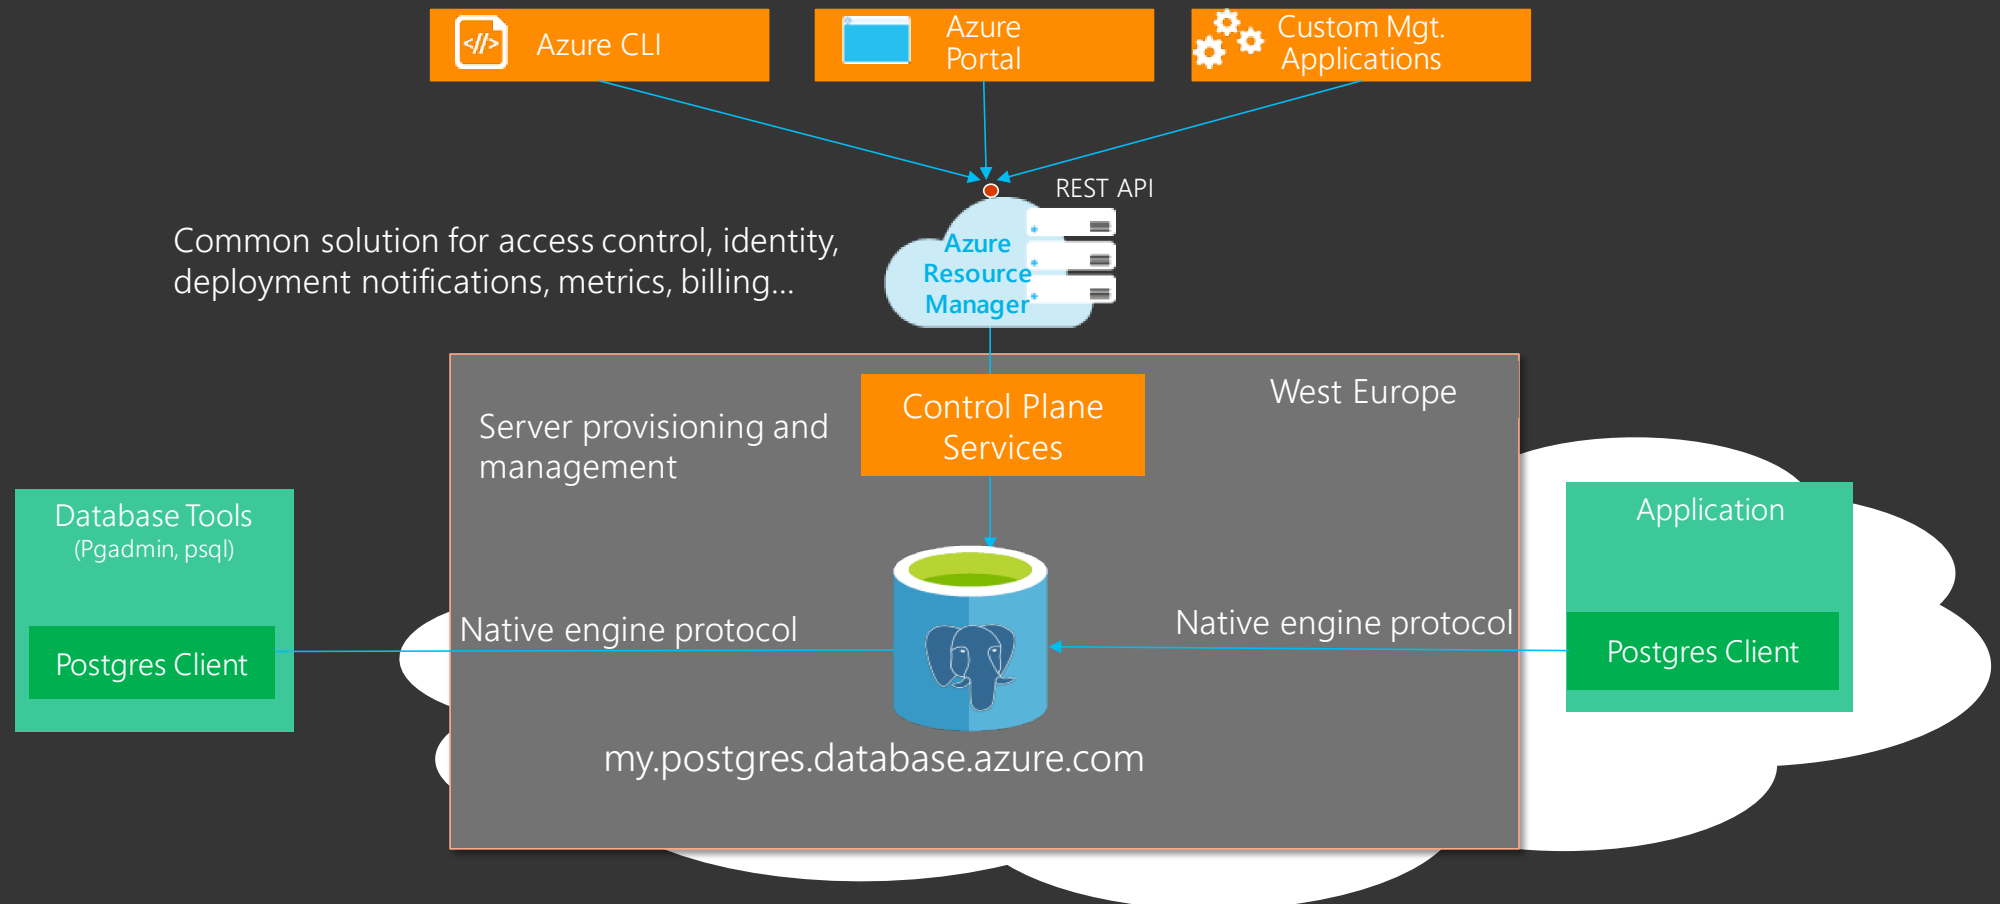 Azure CLI
Azure
Portal
Custom Mgt.
Applications
REST API
Common solution for access control, identity,
deployment notifications, metrics, billing...
Azure
Resource
Manager
Control Plane
Services
West Europe
Server provisioning and
management
Database Tools
(Pgadmin, psql)
Postgres Client
Native engine protocol
Native engine protocol
Application
Postgres Client
my.postgres.database.azure.com